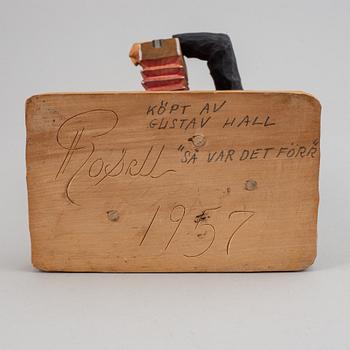 KÖPT AV
GUSTAV HALL
"SÅ VAR DET FÖRR"
Rosell
1957